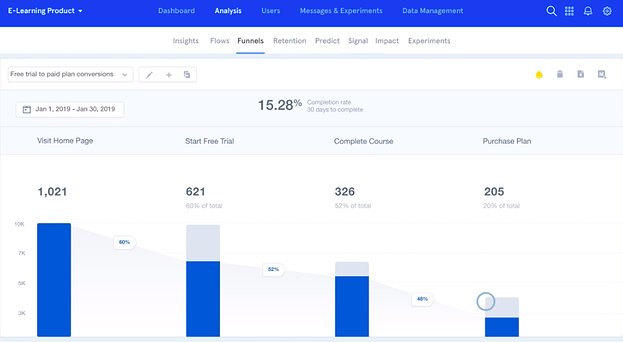 E-Learning Product
Dashboard
Analysis
Users
Messages & Experiments
Data Management
Insights
Flows
Funnels
Retention
Predict
Signal
Impact
Experiments
Free trial to paid plan conversions
Jan 1, 2019 - Jan 30, 2019
15.28%
Completion rate
30 days to complete
Visit Home Page
Start Free Trial
Complete Course
Purchase Plan
1,021
621
326
205
60% of total
52% of total
20% of total
10K
7K
5K
3K
60%
52%
48%